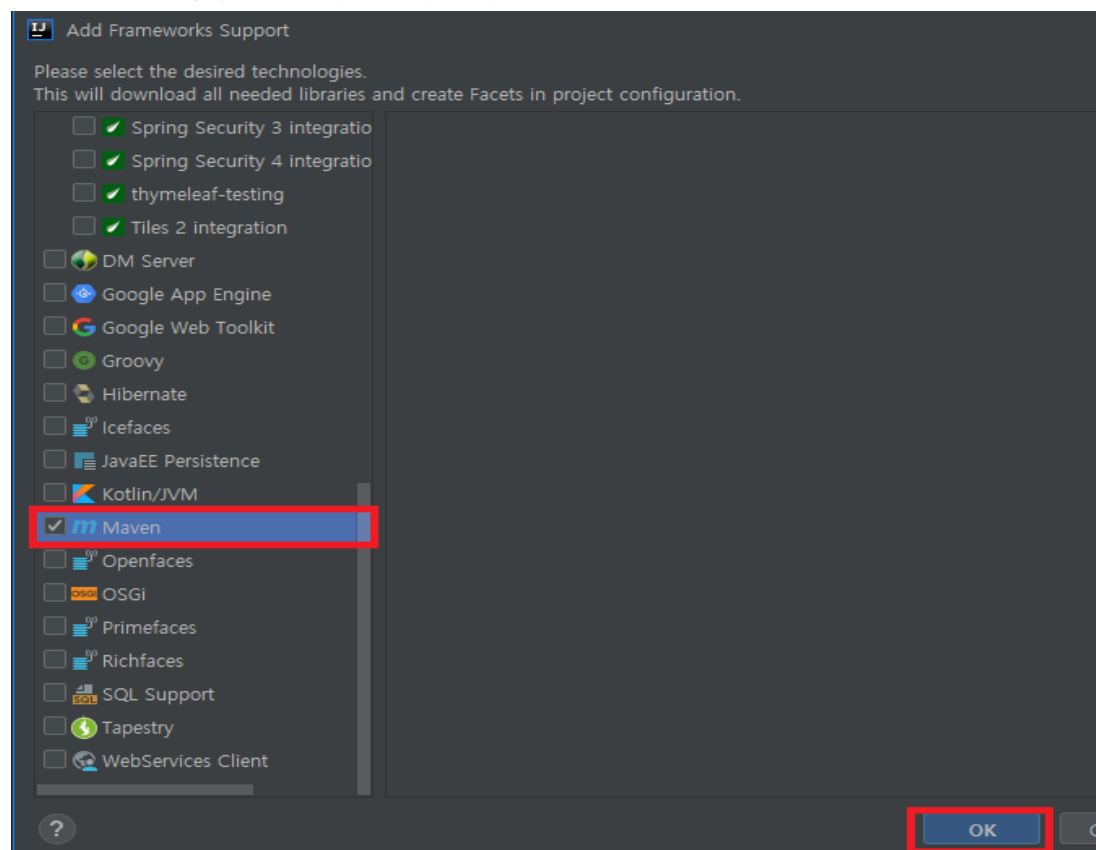 IJ Add Frameworks Support
Please select the desired technologies.
This will download all needed libraries and create Facets in project configuration.
Spring Security 3 integratio
Spring Security 4 integratio
thymeleaf-testing
Tiles 2 integration
DM Server
Google App Engine
Google Web Toolkit
G Groovy
Hibernate
Icefaces
JavaEE Persistence
Kotlin/JVM
m Maven
Openfaces
OSGi OSGi
Primefaces
Richfaces
SQL SQL Support
Tapestry
WebServices Client
? OK C